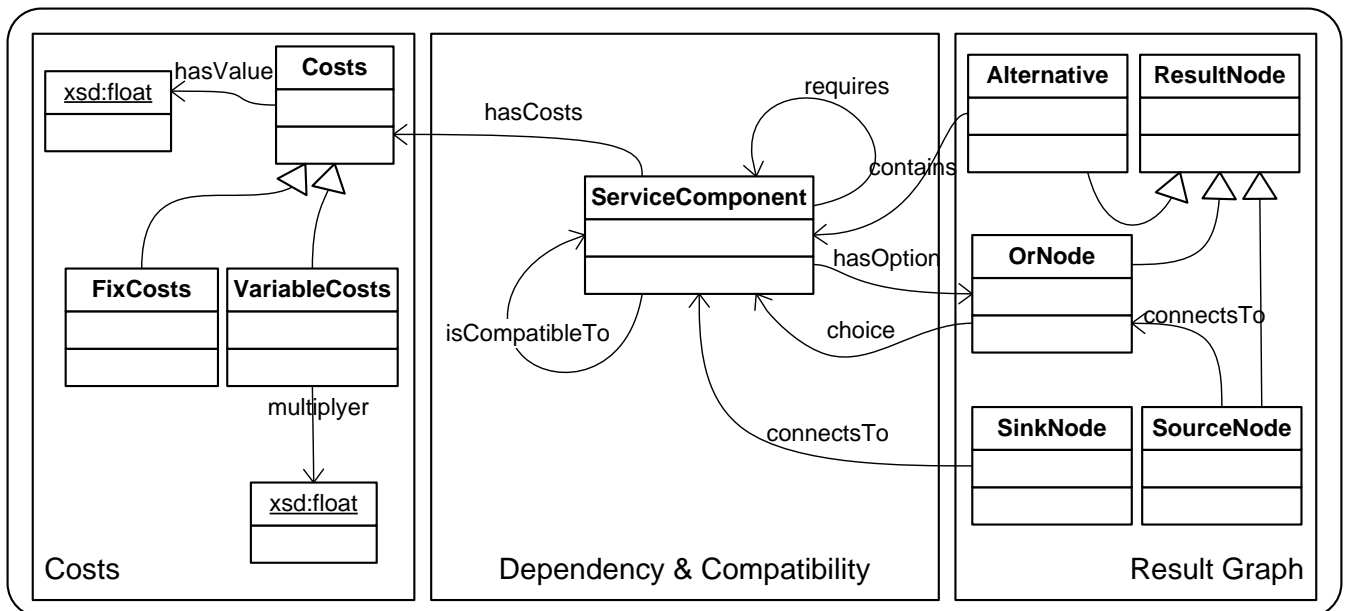 Costs
hasValue
xsd:float
FixCosts
VariableCosts
multiplyer
xsd:float
Costs
hasCosts
requires
contains
ServiceComponent
hasOption
isCompatibleTo
choice
connectsTo
Dependency & Compatibility
Alternative
ResultNode
OrNode
connectsTo
SinkNode
SourceNode
Result Graph